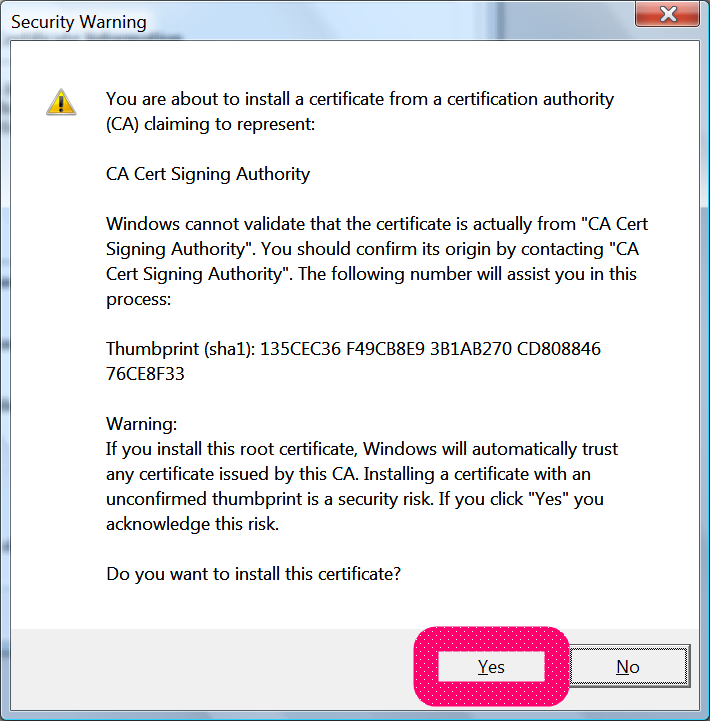 Security Warning
You are about to install a certificate from a certification authority
(CA) claiming to represent:
CA Cert Signing Authority
Windows cannot validate that the certificate is actually from "CA Cert
Signing Authority". You should confirm its origin by contacting "CA
Cert Signing Authority". The following number will assist you in this
process:
Thumbprint (sha1): 135CEC36 F49CB8E9 3B1AB270 CD808846
76CE8F33
Warning:
If you install this root certificate, Windows will automatically trust
any certificate issued by this CA. Installing a certificate with an
unconfirmed thumbprint is a security risk. If you click "Yes" you
acknowledge this risk.
Do you want to install this certificate?
Yes
No